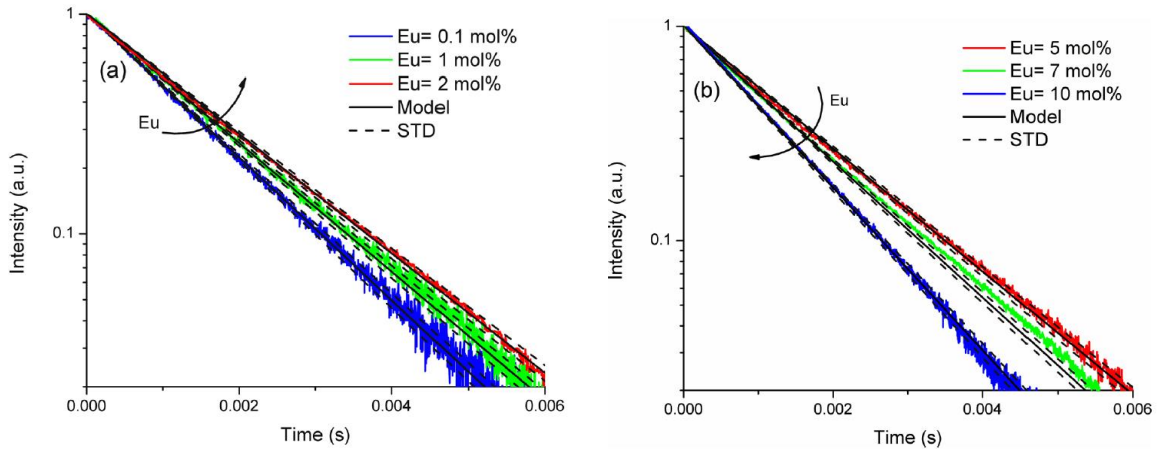 1
(a)
Eu= 0.1 mol%
Eu= 1 mol%
Eu= 2 mol%
Model
STD
Eu
Intensity (a.u.)
0.1
0.000
0.002
0.004
0.006
Time (s)
1
(b)
Eu= 5 mol%
Eu= 7 mol%
Eu= 10 mol%
Model
STD
Eu
Intensity (a.u.)
0.1
0.000
0.002
0.004
0.006
Time (s)